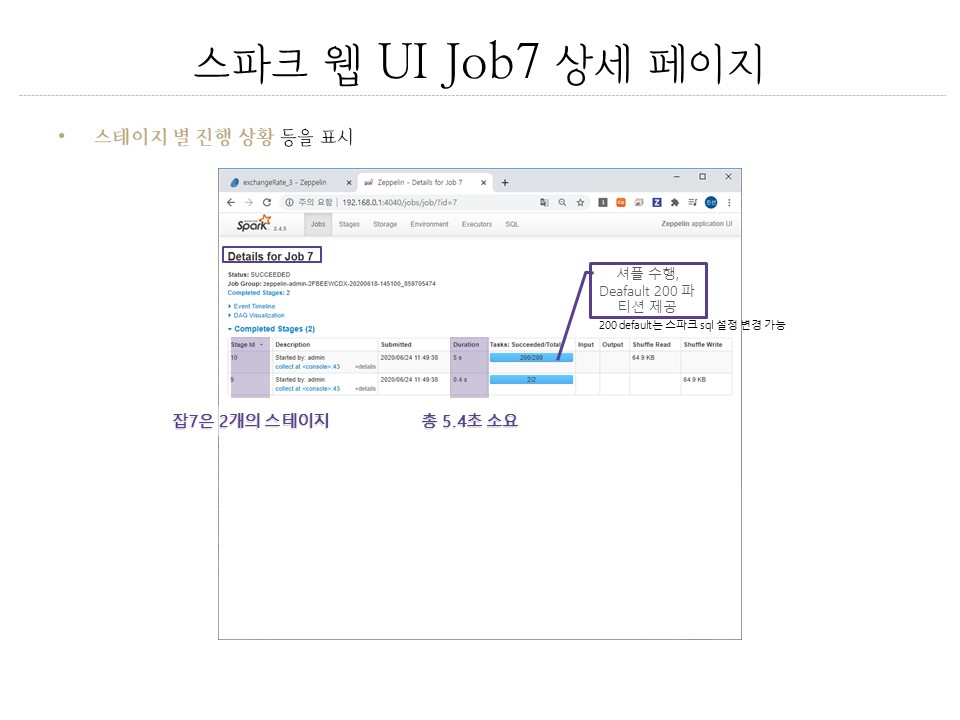 스파크 웹 UI Job7 상세 페이지
• 스테이지 별 진행 상황 등을 표시
exchangeRate_3 - Zeppelin × Zeppelin - Details for Job 7 × +
주의 요함 | 192.168.0.1:4040/jobs/job/?id=7
APACHE Spark 2.4.5 Jobs Stages Storage Environment Executors SQL Zeppelin application UI
Details for Job 7
Status: SUCCEEDED
Job Group: zeppelin-admin-2FBEEWCDX-20200618-145100_859705474
Completed Stages: 2
Event Timeline
DAG Visualization
Completed Stages (2)
셔플 수행,
Deafault 200 파
티션 제공
200 default는 스파크 sql 설정 변경 가능
Stage Id Description Submitted Duration Tasks: Succeeded/Total Input Output Shuffle Read Shuffle Write
10 Started by: admin 2020/06/24 11:49:38 5 s 200/200 64.9 KB
collect at <console>:43 +details
9 Started by: admin 2020/06/24 11:49:38 0.4 s 2/2 64.9 KB
collect at <console>:43 +details
잡7은 2개의 스테이지 총 5.4초 소요